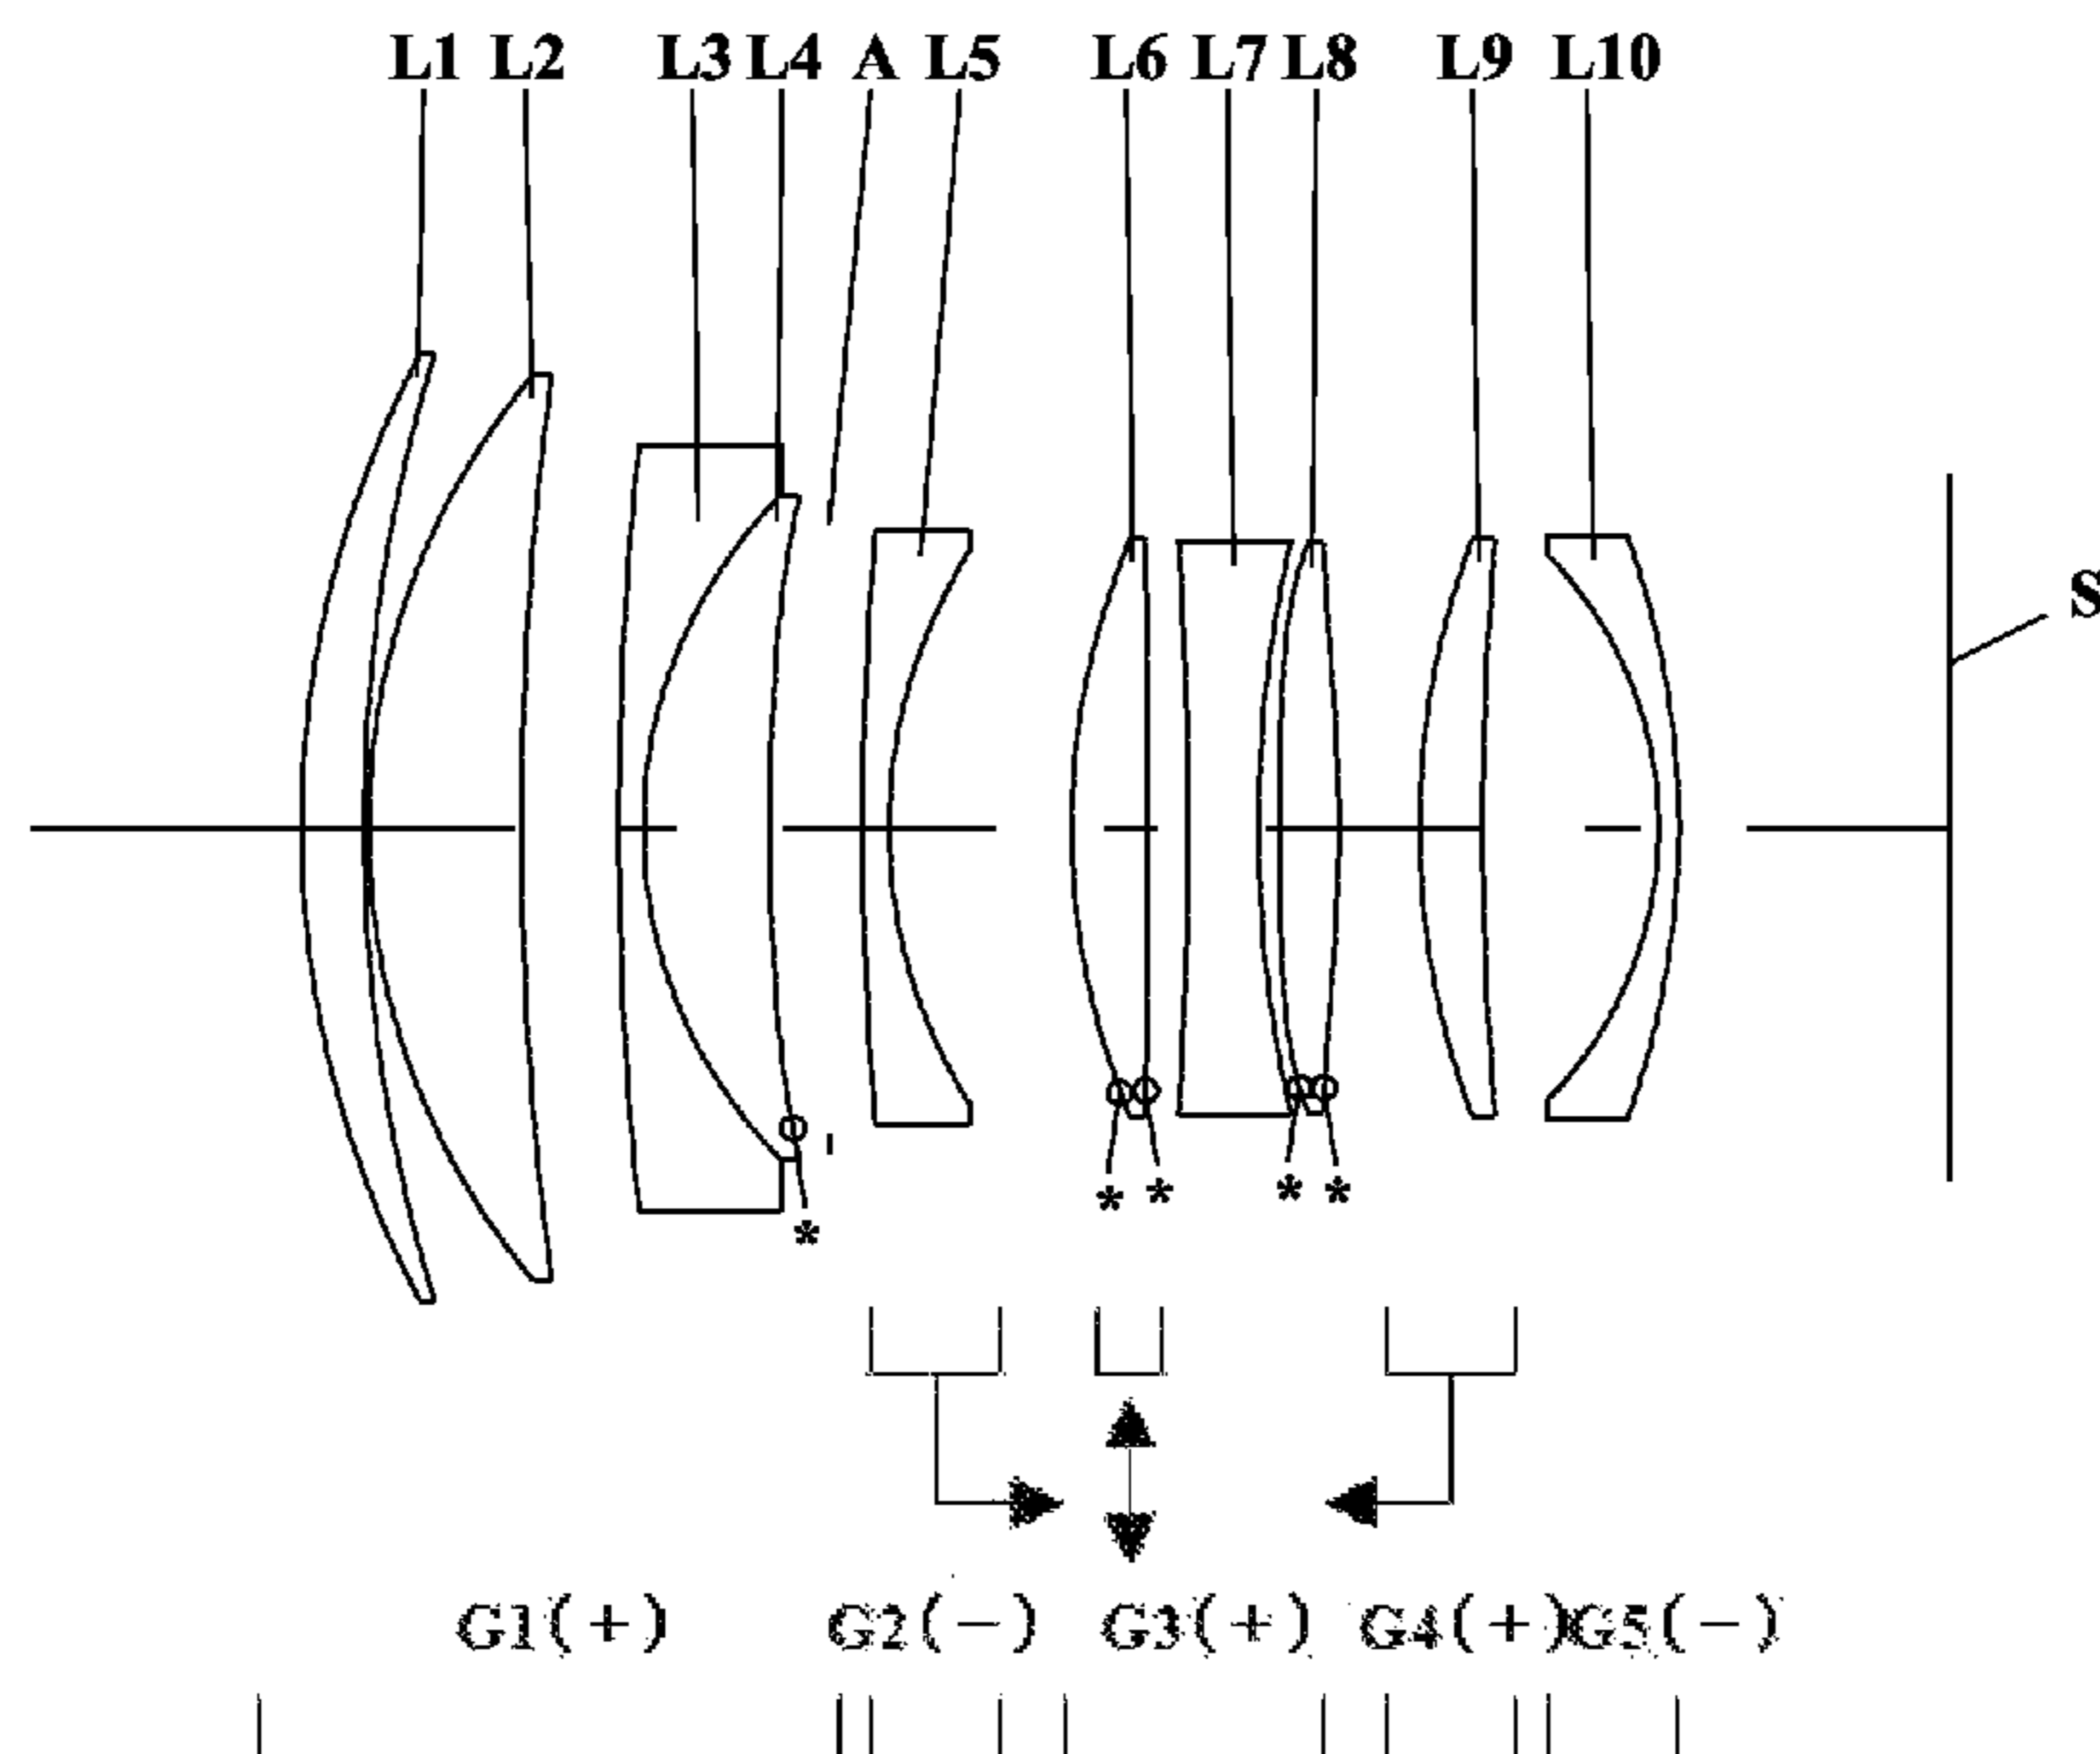 L1 L2 L3 L4 A L5 L6 L7 L8 L9 L10
S
* * * *
*
G1(+) G2(−) G3(+) G4(+) G5(−)